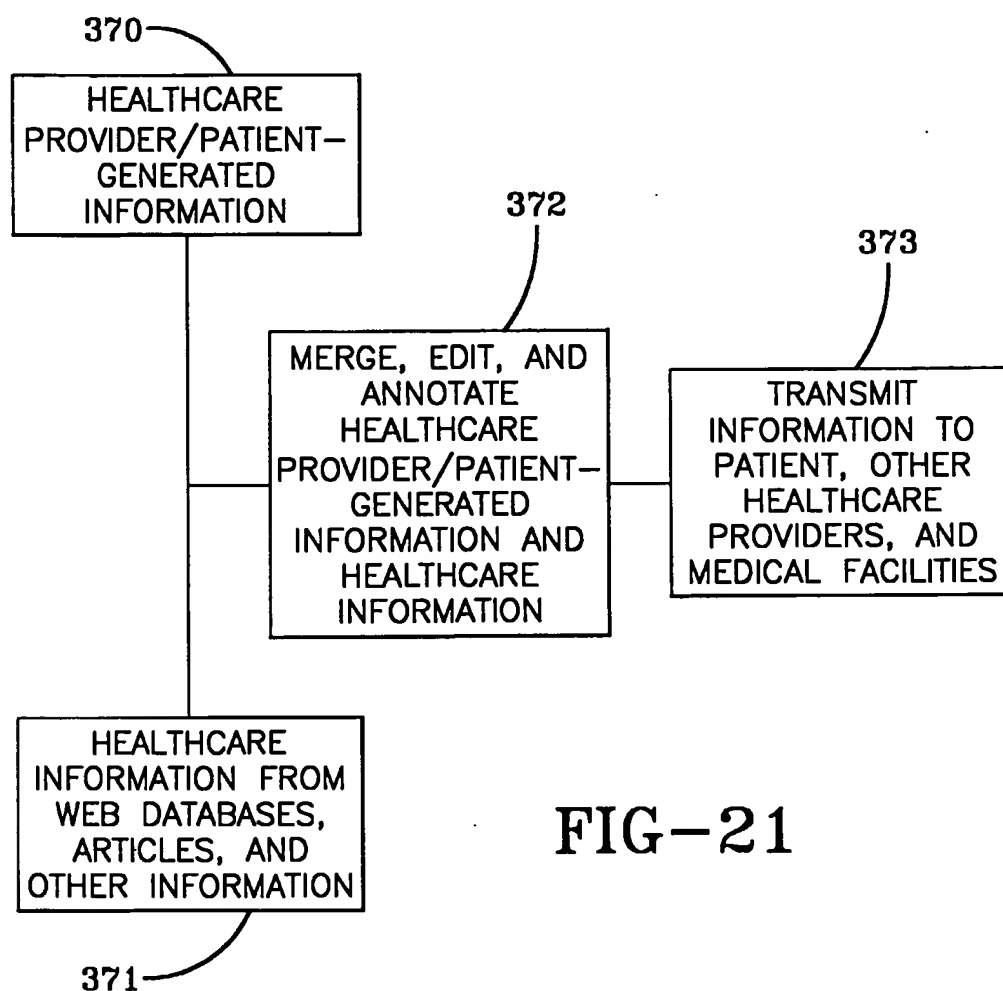 370
HEALTHCARE
PROVIDER/PATIENT-
GENERATED
INFORMATION
372
MERGE, EDIT, AND
ANNOTATE
HEALTHCARE
PROVIDER/PATIENT-
GENERATED
INFORMATION AND
HEALTHCARE
INFORMATION
373
TRANSMIT
INFORMATION TO
PATIENT, OTHER
HEALTHCARE
PROVIDERS, AND
MEDICAL FACILITIES
HEALTHCARE
INFORMATION FROM
WEB DATABASES,
ARTICLES, AND
OTHER INFORMATION
371
FIG-21